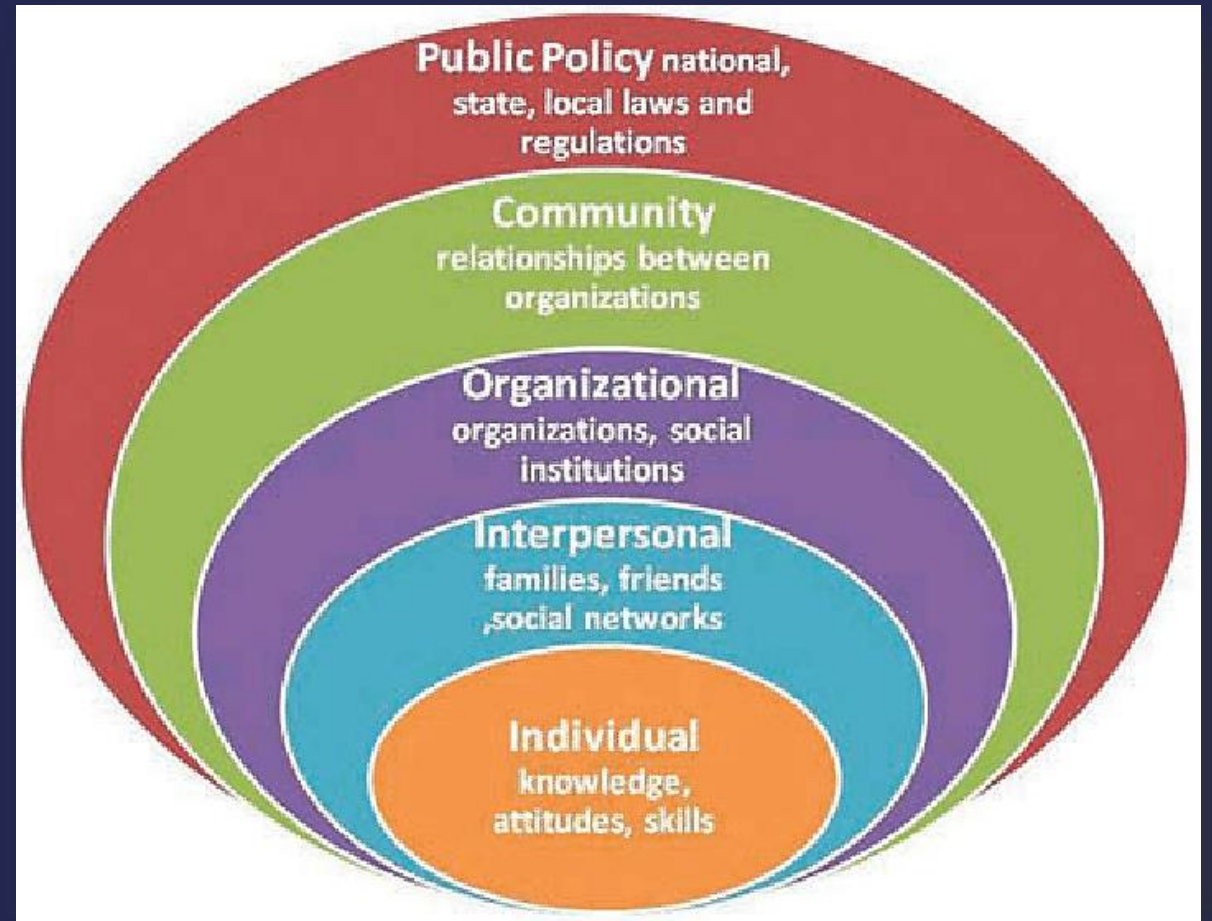 Public Policy national,
state, local laws and
regulations
Community
relationships between
organizations
Organizational
organizations, social
institutions
Interpersonal
families, friends
,social networks
Individual
knowledge,
attitudes, skills